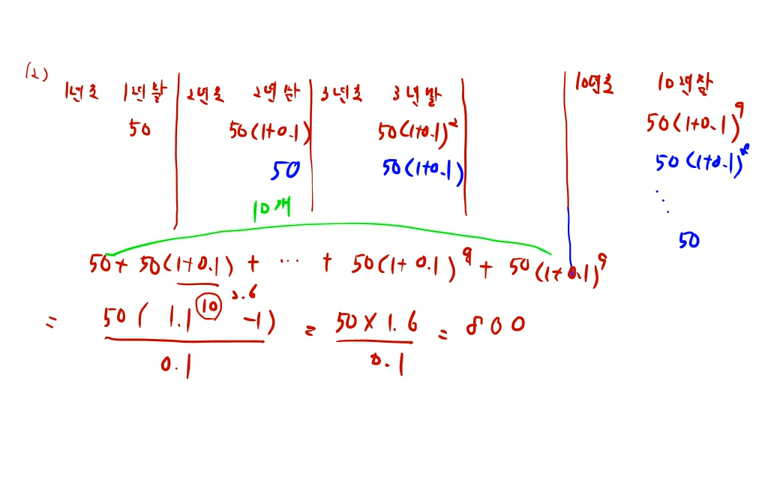 (2)
1년초 1년말 2년초 2년말 3년초 3년말 10년초 10년말
50 50(1+0.1) 50(1+0.1)² 50(1+0.1)⁹
50 50(1+0.1) 50(1+0.1)⁸
⋱
10개 50
50 + 50(1+0.1) + ⋯ + 50(1+0.1)⁹ + 50(1+0.1)⁹
2.6
= 50(1.1¹⁰ -1) / 0.1 = 50×1.6 / 0.1 = 800